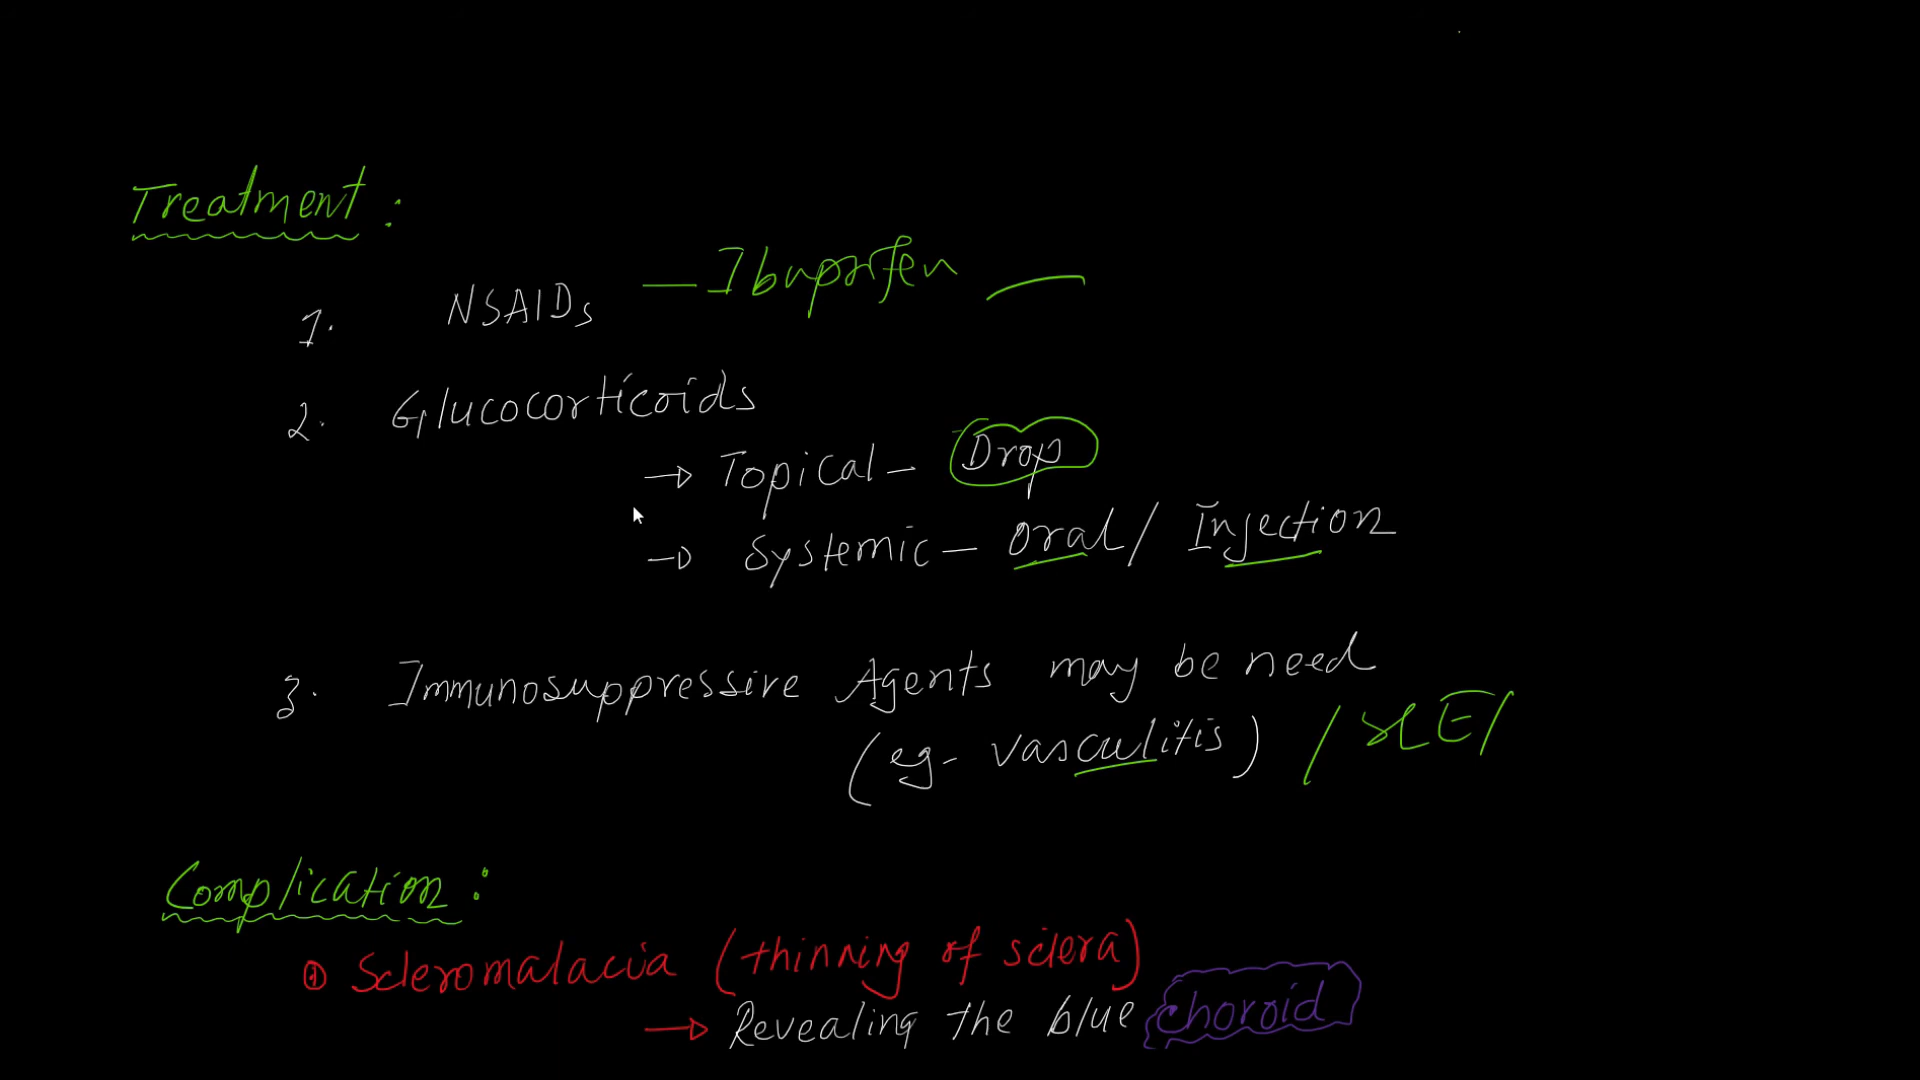 Treatment :
1. NSAIDs — Ibuprofen
2. Glucocorticoids
→ Topical - Drop
→ Systemic - oral / Injection
3. Immunosuppressive Agents may be need
(eg- vasculitis) / SLE /
Complication :
① Scleromalacia (thinning of sclera)
→ Revealing the blue choroid